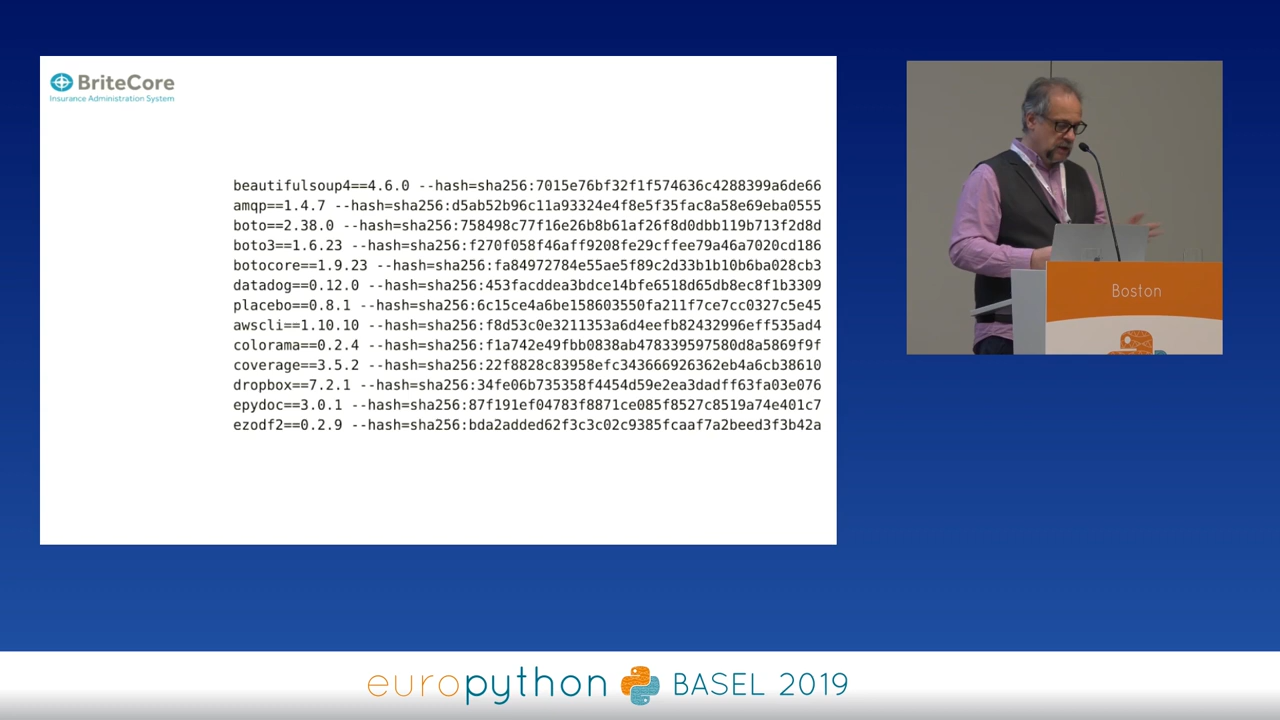 BriteCore
Insurance Administration System
beautifulsoup4==4.6.0 --hash=sha256:7015e76bf32f1f574636c4288399a6de66
amqp==1.4.7 --hash=sha256:d5ab52b96c11a93324e4f8e5f35fac8a58e69eba0555
boto==2.38.0 --hash=sha256:758498c77f16e26b8b61af26f8d0dbb119b713f2d8d
boto3==1.6.23 --hash=sha256:f270f058f46aff9208fe29cffee79a46a7020cd186
botocore==1.9.23 --hash=sha256:fa84972784e55ae5f89c2d33b1b10b6ba028cb3
datadog==0.12.0 --hash=sha256:453facddea3bdce14bfe6518d65db8ec8f1b3309
placebo==0.8.1 --hash=sha256:6c15ce4a6be158603550fa211f7ce7cc0327c5e45
awscli==1.10.10 --hash=sha256:f8d53c0e3211353a6d4eefb82432996eff535ad4
colorama==0.2.4 --hash=sha256:f1a742e49fbb0838ab478339597580d8a5869f9f
coverage==3.5.2 --hash=sha256:22f8828c83958efc343666926362eb4a6cb38610
dropbox==7.2.1 --hash=sha256:34fe06b735358f4454d59e2ea3dadff63fa03e076
epydoc==3.0.1 --hash=sha256:87f191ef04783f8871ce085f8527c8519a74e401c7
ezodf2==0.2.9 --hash=sha256:bda2added62f3c3c02c9385fcaaf7a2beed3f3b42a
Boston
europython BASEL 2019